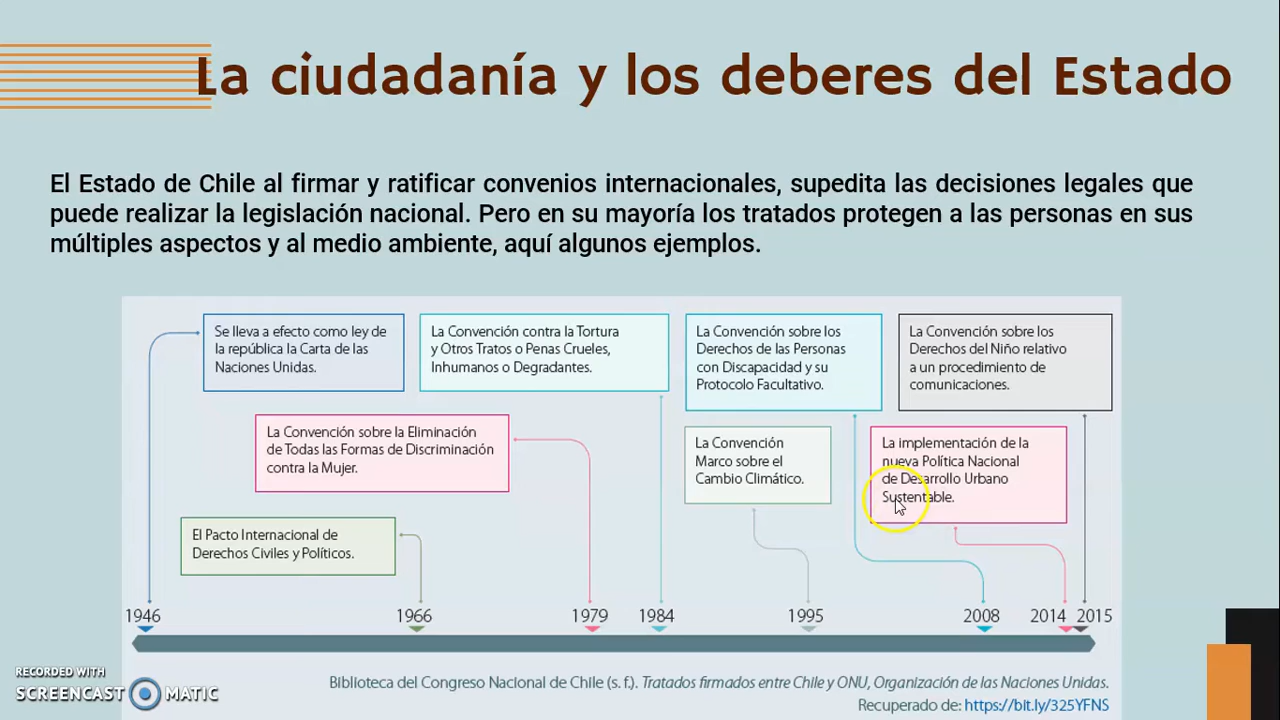 La ciudadanía y los deberes del Estado
El Estado de Chile al firmar y ratificar convenios internacionales, supedita las decisiones legales que
puede realizar la legislación nacional. Pero en su mayoría los tratados protegen a las personas en sus
múltiples aspectos y al medio ambiente, aquí algunos ejemplos.
Se lleva a efecto como ley de
la república la Carta de las
Naciones Unidas.
La Convención contra la Tortura
y Otros Tratos o Penas Crueles,
Inhumanos o Degradantes.
La Convención sobre los
Derechos de las Personas
con Discapacidad y su
Protocolo Facultativo.
La Convención sobre los
Derechos del Niño relativo
a un procedimiento de
comunicaciones.
La Convención sobre la Eliminación
de Todas las Formas de Discriminación
contra la Mujer.
La Convención
Marco sobre el
Cambio Climático.
La implementación de la
nueva Política Nacional
de Desarrollo Urbano
Sustentable.
El Pacto Internacional de
Derechos Civiles y Políticos.
1946 1966 1979 1984 1995 2008 2014 2015
Biblioteca del Congreso Nacional de Chile (s. f.). Tratados firmados entre Chile y ONU, Organización de las Naciones Unidas.
Recuperado de: https://bit.ly/325YFNS
RECORDED WITH
SCREENCAST MATIC